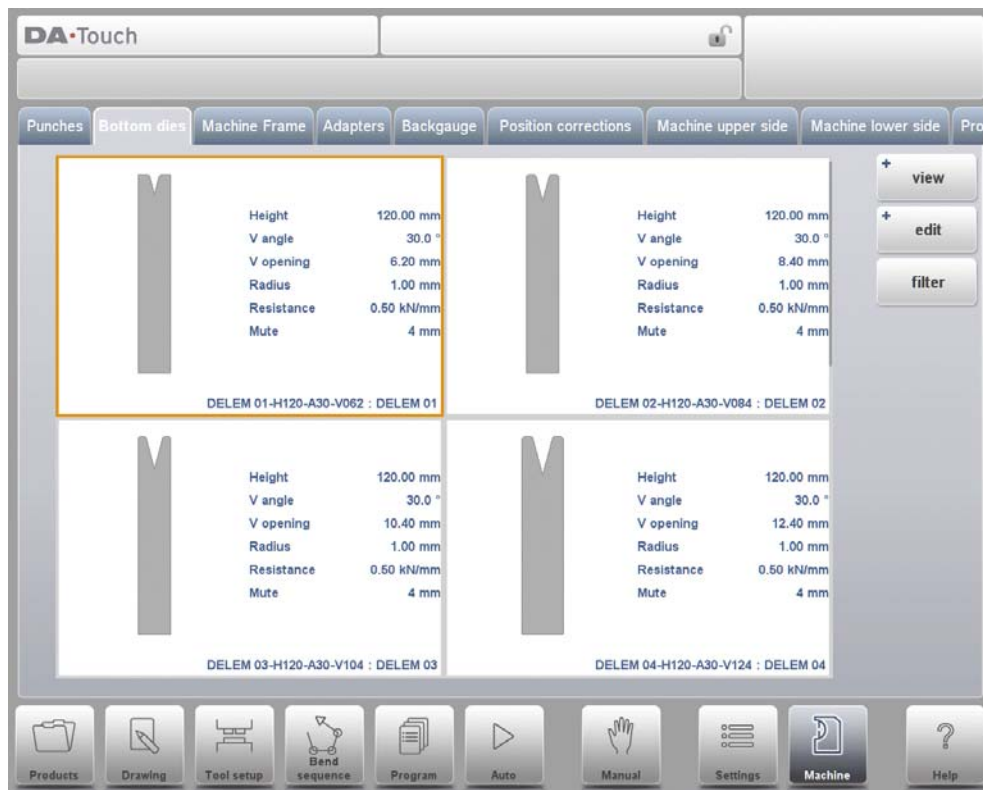 DA·Touch
Punches Bottom dies Machine Frame Adapters Backgauge Position corrections Machine upper side Machine lower side Pro
Height 120.00 mm
V angle 30.0 °
V opening 6.20 mm
Radius 1.00 mm
Resistance 0.50 kN/mm
Mute 4 mm
DELEM 01-H120-A30-V062 : DELEM 01
Height 120.00 mm
V angle 30.0 °
V opening 8.40 mm
Radius 1.00 mm
Resistance 0.50 kN/mm
Mute 4 mm
DELEM 02-H120-A30-V084 : DELEM 02
+ view
+ edit
filter
Height 120.00 mm
V angle 30.0 °
V opening 10.40 mm
Radius 1.00 mm
Resistance 0.50 kN/mm
Mute 4 mm
DELEM 03-H120-A30-V104 : DELEM 03
Height 120.00 mm
V angle 30.0 °
V opening 12.40 mm
Radius 1.00 mm
Resistance 0.50 kN/mm
Mute 4 mm
DELEM 04-H120-A30-V124 : DELEM 04
Products Drawing Tool setup Bend sequence Program Auto Manual Settings Machine Help